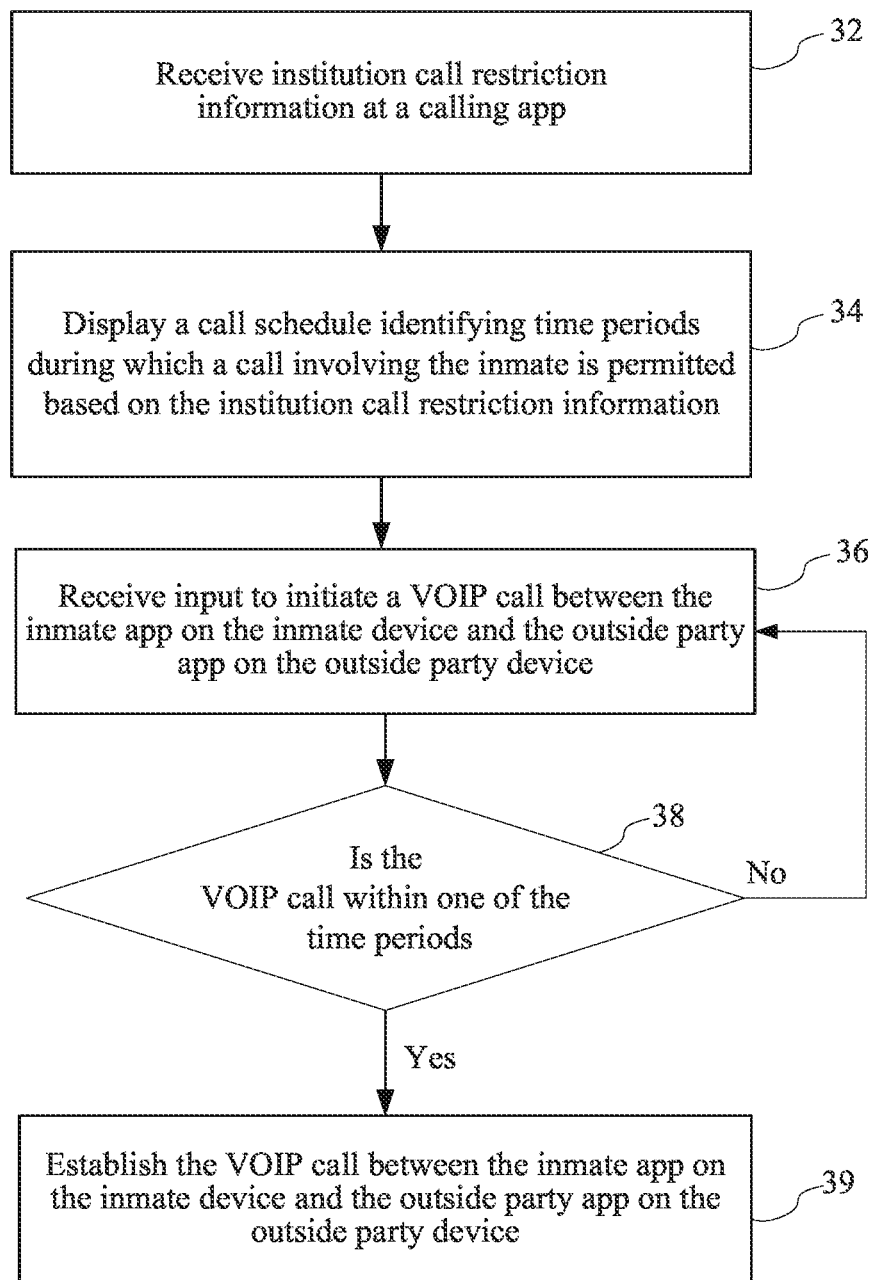 32
Receive institution call restriction
information at a calling app
34
Display a call schedule identifying time periods
during which a call involving the inmate is permitted
based on the institution call restriction information
36
Receive input to initiate a VOIP call between the
inmate app on the inmate device and the outside party
app on the outside party device
38
Is the
VOIP call within one of the
time periods
No
Yes
Establish the VOIP call between the inmate app on
the inmate device and the outside party app on the
outside party device
39